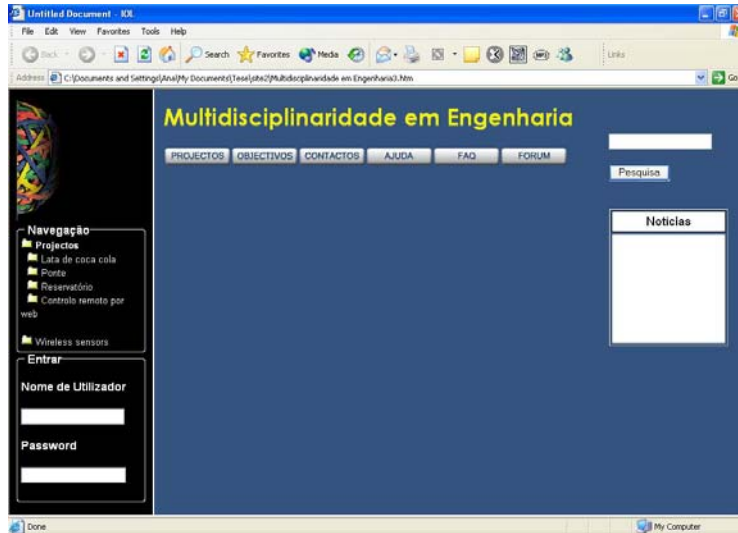 Untitled Document - IOL
File Edit View Favorites Tools Help
Back Search Favorites Media Links
Address C:\Documents and Settings\Ana\My Documents\Tese\site2\Multidisciplinaridade em Engenharia3.htm Go
Multidisciplinaridade em Engenharia
PROJECTOS OBJECTIVOS CONTACTOS AJUDA FAQ FORUM
Pesquisa
Noticias
Navegação
Projectos
Lata de coca cola
Ponte
Reservatório
Controlo remoto por
web
Wireless sensors
Entrar
Nome de Utilizador
Password
Done My Computer